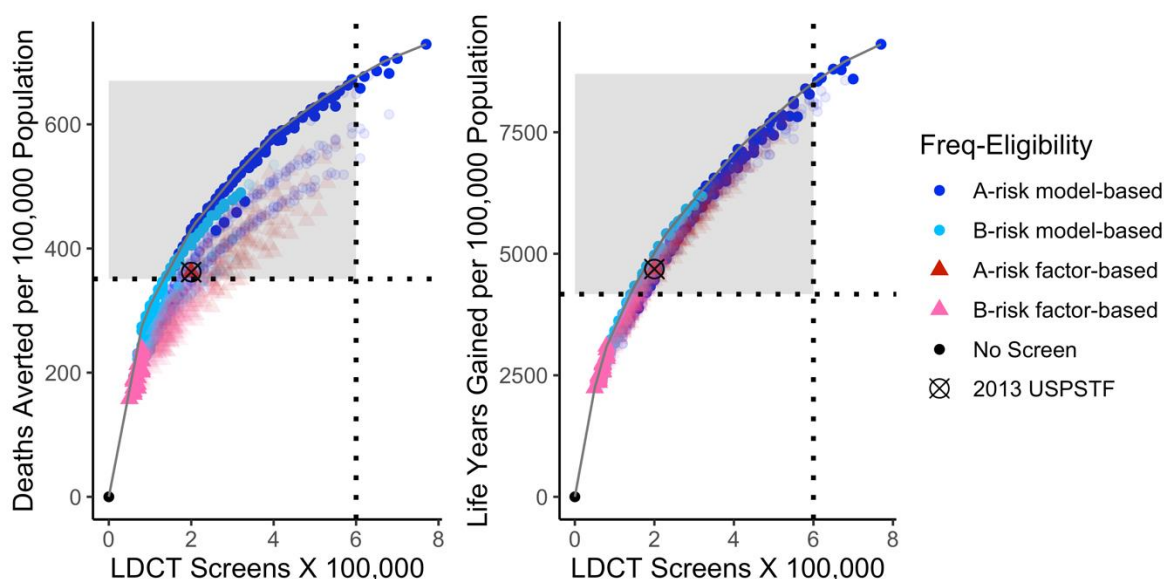 Deaths Averted per 100,000 Population
600
400
200
0
0 2 4 6 8
LDCT Screens X 100,000
Life Years Gained per 100,000 Population
7500
5000
2500
0
0 2 4 6 8
LDCT Screens X 100,000
Freq-Eligibility
A-risk model-based
B-risk model-based
A-risk factor-based
B-risk factor-based
No Screen
2013 USPSTF